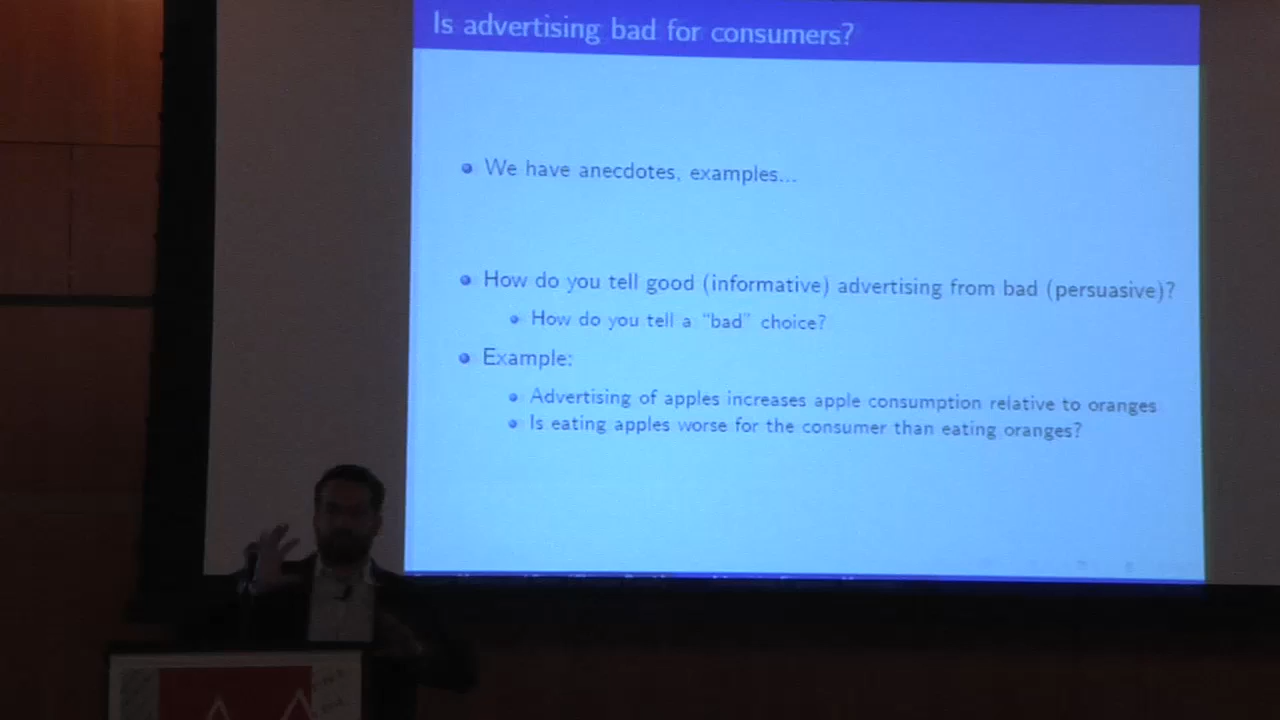 Is advertising bad for consumers?
We have anecdotes, examples...
How do you tell good (informative) advertising from bad (persuasive)?
How do you tell a "bad" choice?
Example:
Advertising of apples increases apple consumption relative to oranges
Is eating apples worse for the consumer than eating oranges?